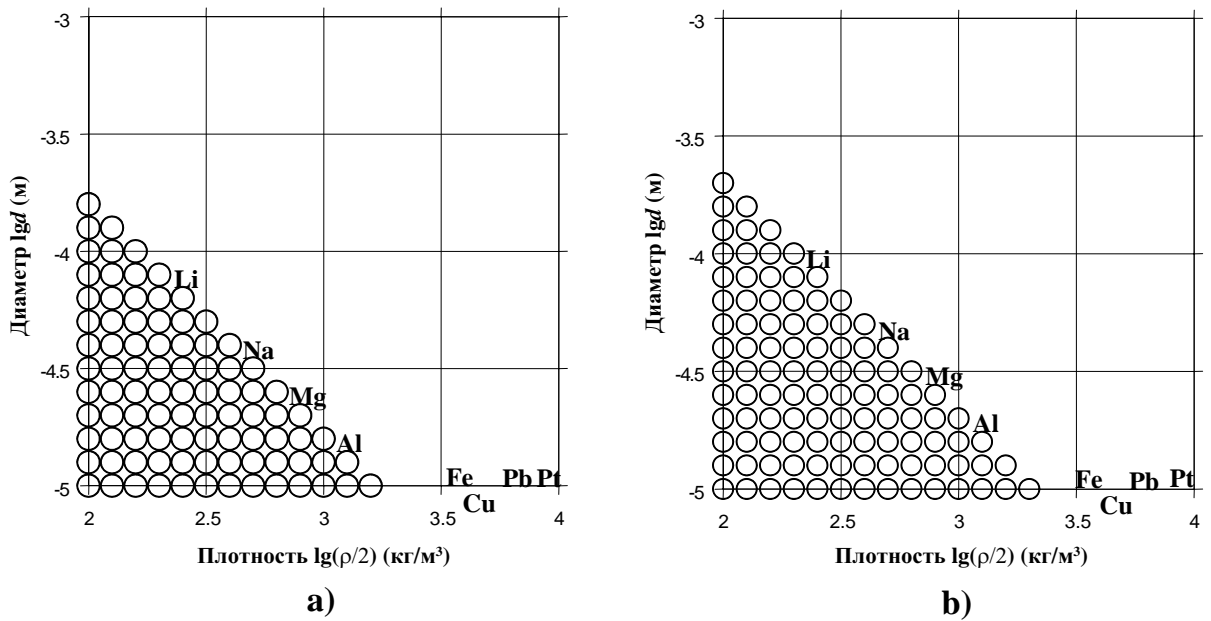 -3
-3.5
-4
-4.5
-5
2
2.5
3
3.5
4
Диаметр lgd (м)
Плотность lg(ρ/2) (кг/м³)
Li
Na
Mg
Al
Fe
Cu
Pb
Pt
a)
-3
-3.5
-4
-4.5
-5
2
2.5
3
3.5
4
Диаметр lgd (м)
Плотность lg(ρ/2) (кг/м³)
Li
Na
Mg
Al
Fe
Cu
Pb
Pt
b)